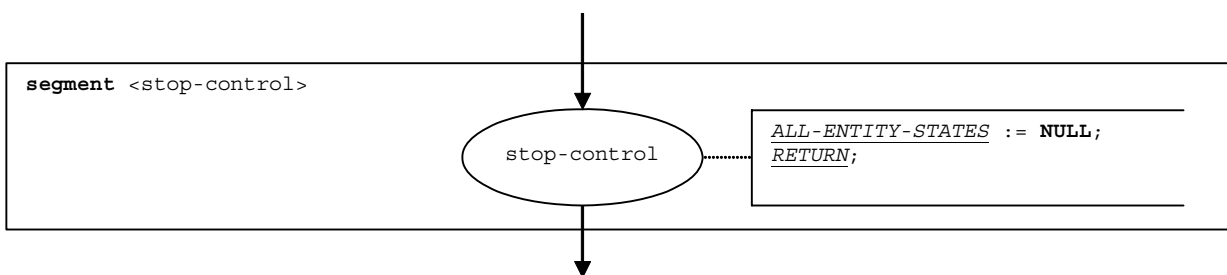 segment <stop-control>
stop-control
ALL-ENTITY-STATES := NULL;
RETURN;